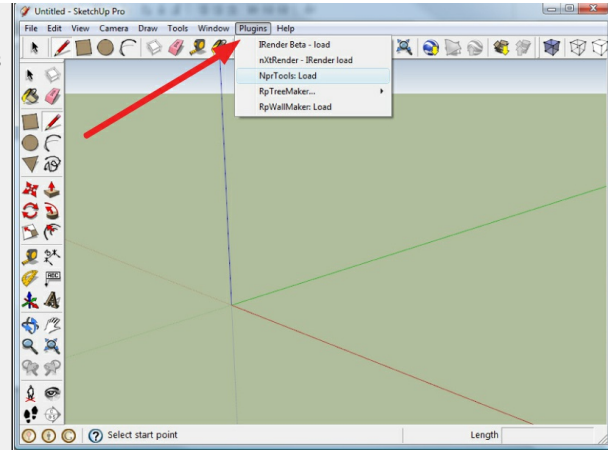 Untitled - SketchUp Pro
File Edit View Camera Draw Tools Window Plugins Help
IRender Beta - load
nXtRender - IRender load
NprTools: Load
RpTreeMaker...
RpWallMaker: Load
ABC
Select start point
Length